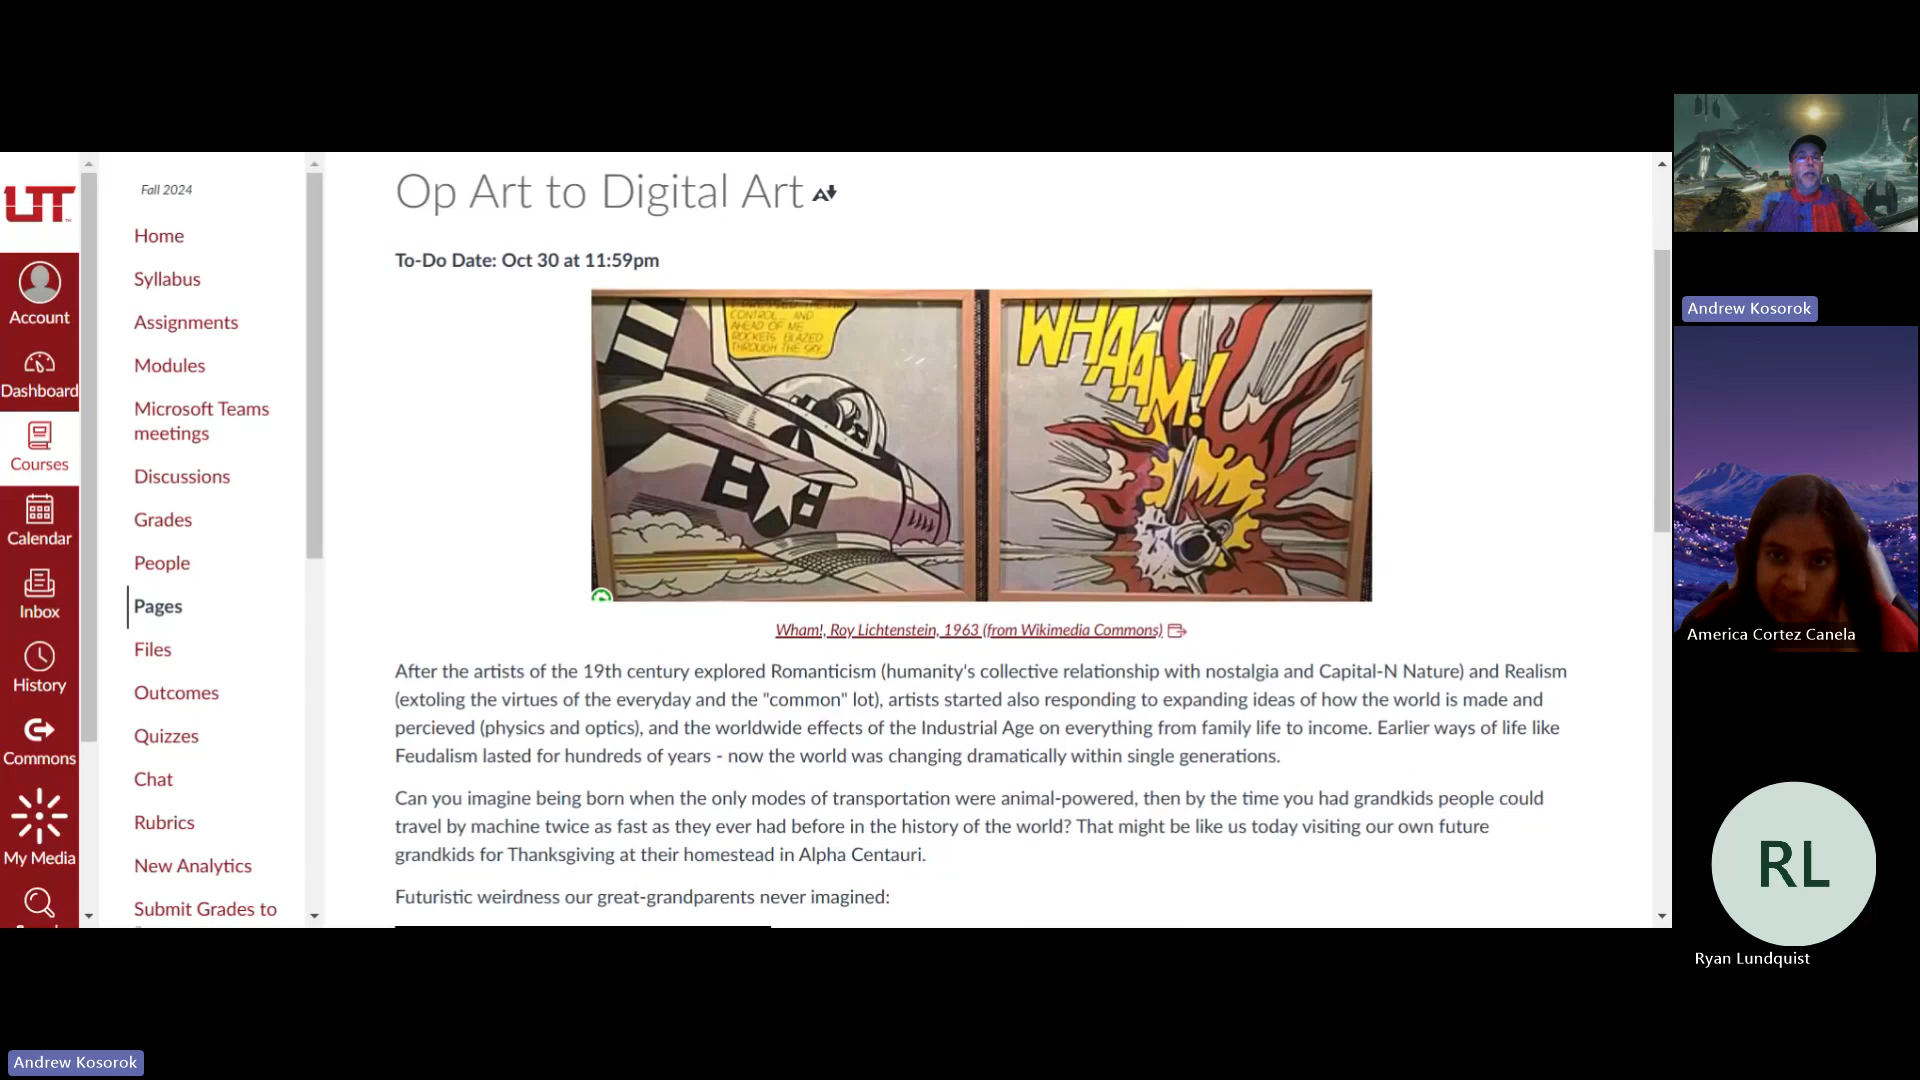 UT
Account
Dashboard
Courses
Calendar
Inbox
History
Commons
My Media
Fall 2024
Home
Syllabus
Assignments
Modules
Microsoft Teams
meetings
Discussions
Grades
People
Pages
Files
Outcomes
Quizzes
Chat
Rubrics
New Analytics
Submit Grades to
Op Art to Digital Art
To-Do Date: Oct 30 at 11:59pm
CONTROL... AND
AHEAD OF ME
ROCKETS BLAZED
THROUGH THE SKY...
WHAAM!
Wham!, Roy Lichtenstein, 1963 (from Wikimedia Commons)
After the artists of the 19th century explored Romanticism (humanity's collective relationship with nostalgia and Capital-N Nature) and Realism
(extoling the virtues of the everyday and the "common" lot), artists started also responding to expanding ideas of how the world is made and
percieved (physics and optics), and the worldwide effects of the Industrial Age on everything from family life to income. Earlier ways of life like
Feudalism lasted for hundreds of years - now the world was changing dramatically within single generations.
Can you imagine being born when the only modes of transportation were animal-powered, then by the time you had grandkids people could
travel by machine twice as fast as they ever had before in the history of the world? That might be like us today visiting our own future
grandkids for Thanksgiving at their homestead in Alpha Centauri.
Futuristic weirdness our great-grandparents never imagined:
Andrew Kosorok
America Cortez Canela
RL
Ryan Lundquist
Andrew Kosorok